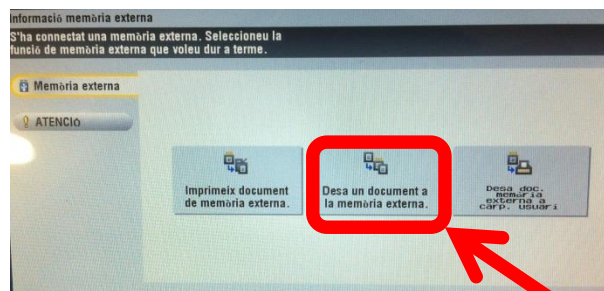 Informació memòria externa
S'ha connectat una memòria externa. Seleccioneu la
funció de memòria externa que voleu dur a terme.
Memòria externa
ATENCIÓ
Imprimeix document
de memòria externa.
Desa un document a
la memòria externa.
Desa doc.
memòria
externa a
carp. usuari